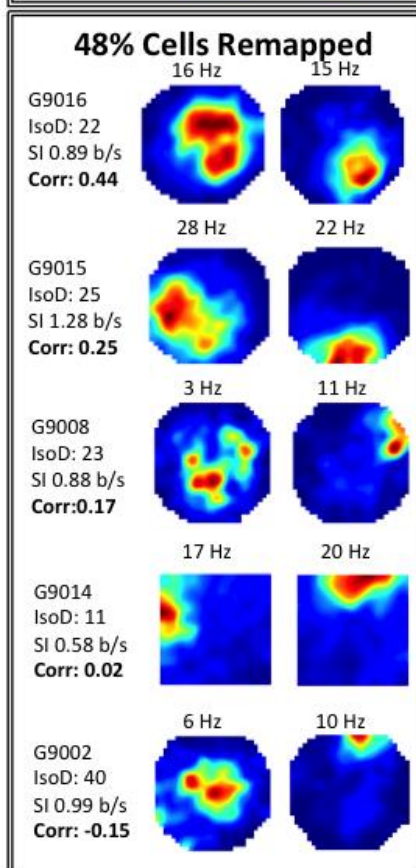 48% Cells Remapped
16 Hz 15 Hz
G9016
IsoD: 22
SI 0.89 b/s
Corr: 0.44
28 Hz 22 Hz
G9015
IsoD: 25
SI 1.28 b/s
Corr: 0.25
3 Hz 11 Hz
G9008
IsoD: 23
SI 0.88 b/s
Corr:0.17
17 Hz 20 Hz
G9014
IsoD: 11
SI 0.58 b/s
Corr: 0.02
6 Hz 10 Hz
G9002
IsoD: 40
SI 0.99 b/s
Corr: -0.15